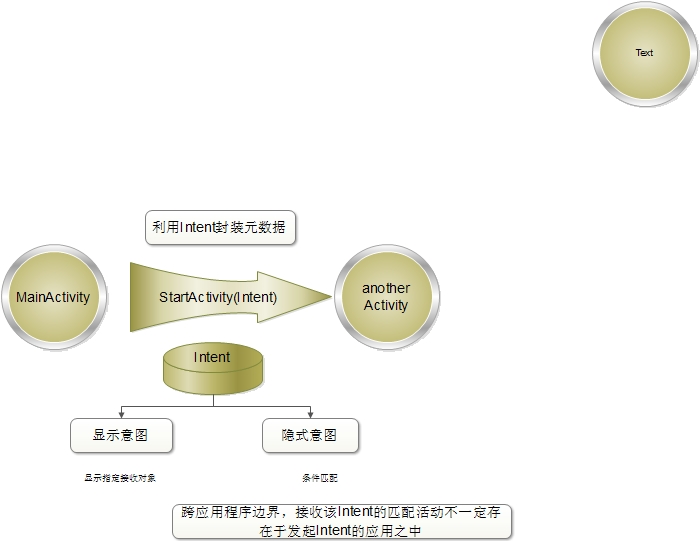 Text
利用Intent封装元数据
MainActivity
StartActivity(Intent)
another
Activity
Intent
显示意图
隐式意图
显示指定接收对象
条件匹配
跨应用程序边界，接收该Intent的匹配活动不一定存
在于发起Intent的应用之中